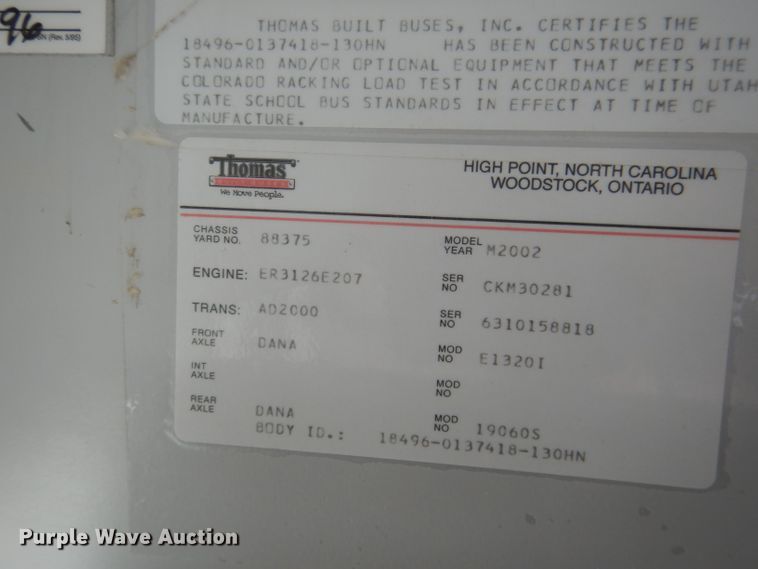 96
6N (Rev. 5/95)
THOMAS BUILT BUSES, INC. CERTIFIES THE
18496-0137418-130HN HAS BEEN CONSTRUCTED WITH
STANDARD AND/OR OPTIONAL EQUIPMENT THAT MEETS THE
COLORADO RACKING LOAD TEST IN ACCORDANCE WITH UTAH
STATE SCHOOL BUS STANDARDS IN EFFECT AT TIME OF
MANUFACTURE.
Thomas
We Move People.
HIGH POINT, NORTH CAROLINA
WOODSTOCK, ONTARIO
CHASSIS
YARD NO. 88375
MODEL
YEAR M2002
ENGINE: ER3126E207
SER
NO CKM30281
TRANS: AD2000
SER
NO 6310158818
FRONT
AXLE DANA
MOD
NO E1320I
INT
AXLE
MOD
NO
REAR
AXLE DANA
MOD
NO 19060S
BODY ID.: 18496-0137418-130HN
Purple Wave Auction